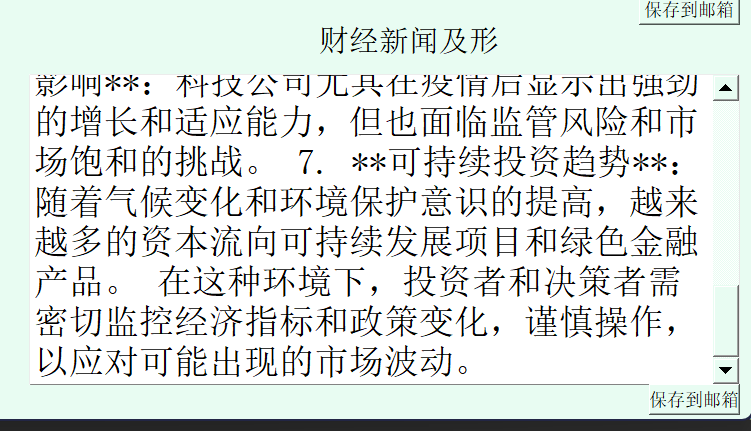 保存到邮箱
财经新闻及形
影响**：科技公司尤其在疫情后显示出强劲
的增长和适应能力，但也面临监管风险和市
场饱和的挑战。 7. **可持续投资趋势**：
随着气候变化和环境保护意识的提高，越来
越多的资本流向可持续发展项目和绿色金融
产品。 在这种环境下，投资者和决策者需
密切监控经济指标和政策变化，谨慎操作，
以应对可能出现的市场波动。
保存到邮箱